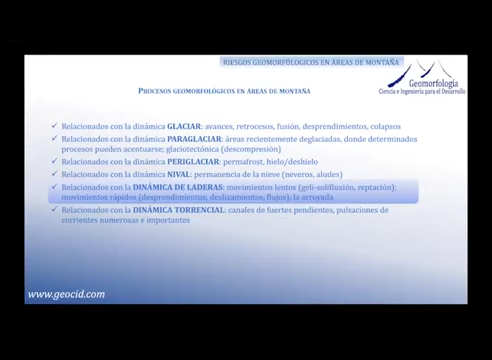 RIESGOS GEOMORFÓLOGICOS EN ÁREAS DE MONTAÑA
Geomorfología
Ciencia e Ingeniería para el Desarrollo
PROCESOS GEOMORFOLÓGICOS EN ÁREAS DE MONTAÑA
✓ Relacionados con la dinámica GLACIAR: avances, retrocesos, fusión, desprendimientos, colapsos
✓ Relacionados con la dinámica PARAGLACIAR: áreas recientemente deglaciadas, donde determinados
procesos pueden acentuarse; glaciotectónica (descompresión)
✓ Relacionados con la dinámica PERIGLACIAR: permafrost, hielo/deshielo
✓ Relacionados con la dinámica NIVAL: permanencia de la nieve (neveros, aludes)
✓ Relacionados con la DINÁMICA DE LADERAS: movimientos lentos (geli-solifluxión, reptación);
movimientos rápidos (desprendimientos; deslizamientos, flujos); la arroyada
✓ Relacionados con la DINÁMICA TORRENCIAL: canales de fuertes pendientes, pulsaciones de
corrientes numerosas e importantes
www.geocid.com